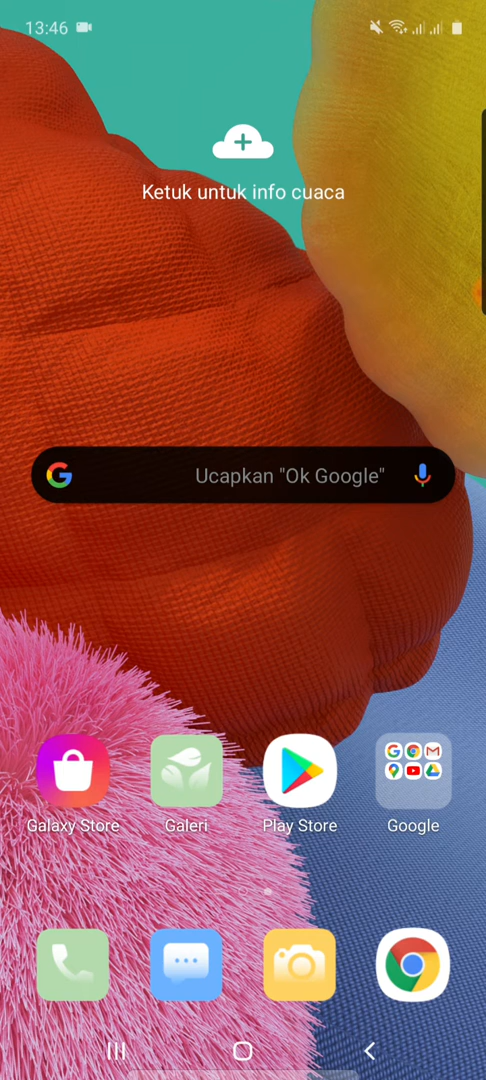 13:46
Ketuk untuk info cuaca
Ucapkan "Ok Google"
Galaxy Store
Galeri
Play Store
Google